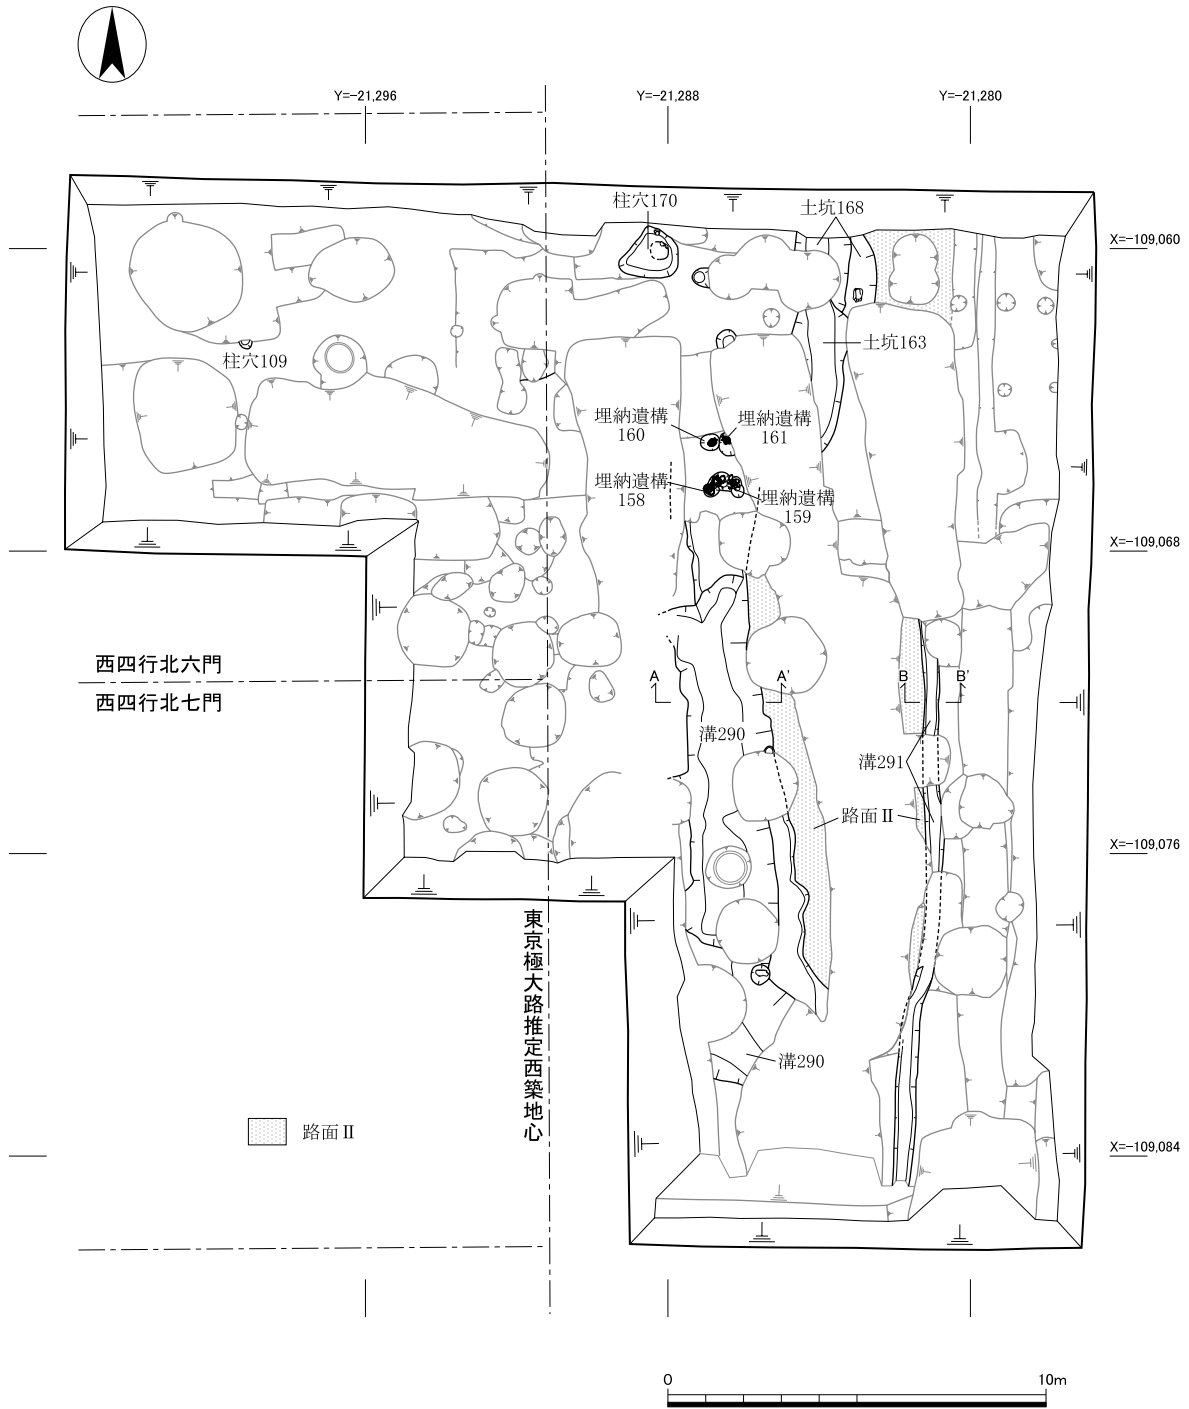 Y=-21,296
Y=-21,288
Y=-21,280
柱穴170
土坑168
X=-109,060
柱穴109
土坑163
埋納遺構
160
埋納遺構
161
埋納遺構
158
埋納遺構
159
X=-109,068
西四行北六門
西四行北七門
A
A'
B
B'
溝290
溝291
路面Ⅱ
X=-109,076
東京極大路推定西築地心
溝290
路面Ⅱ
X=-109,084
0
10m